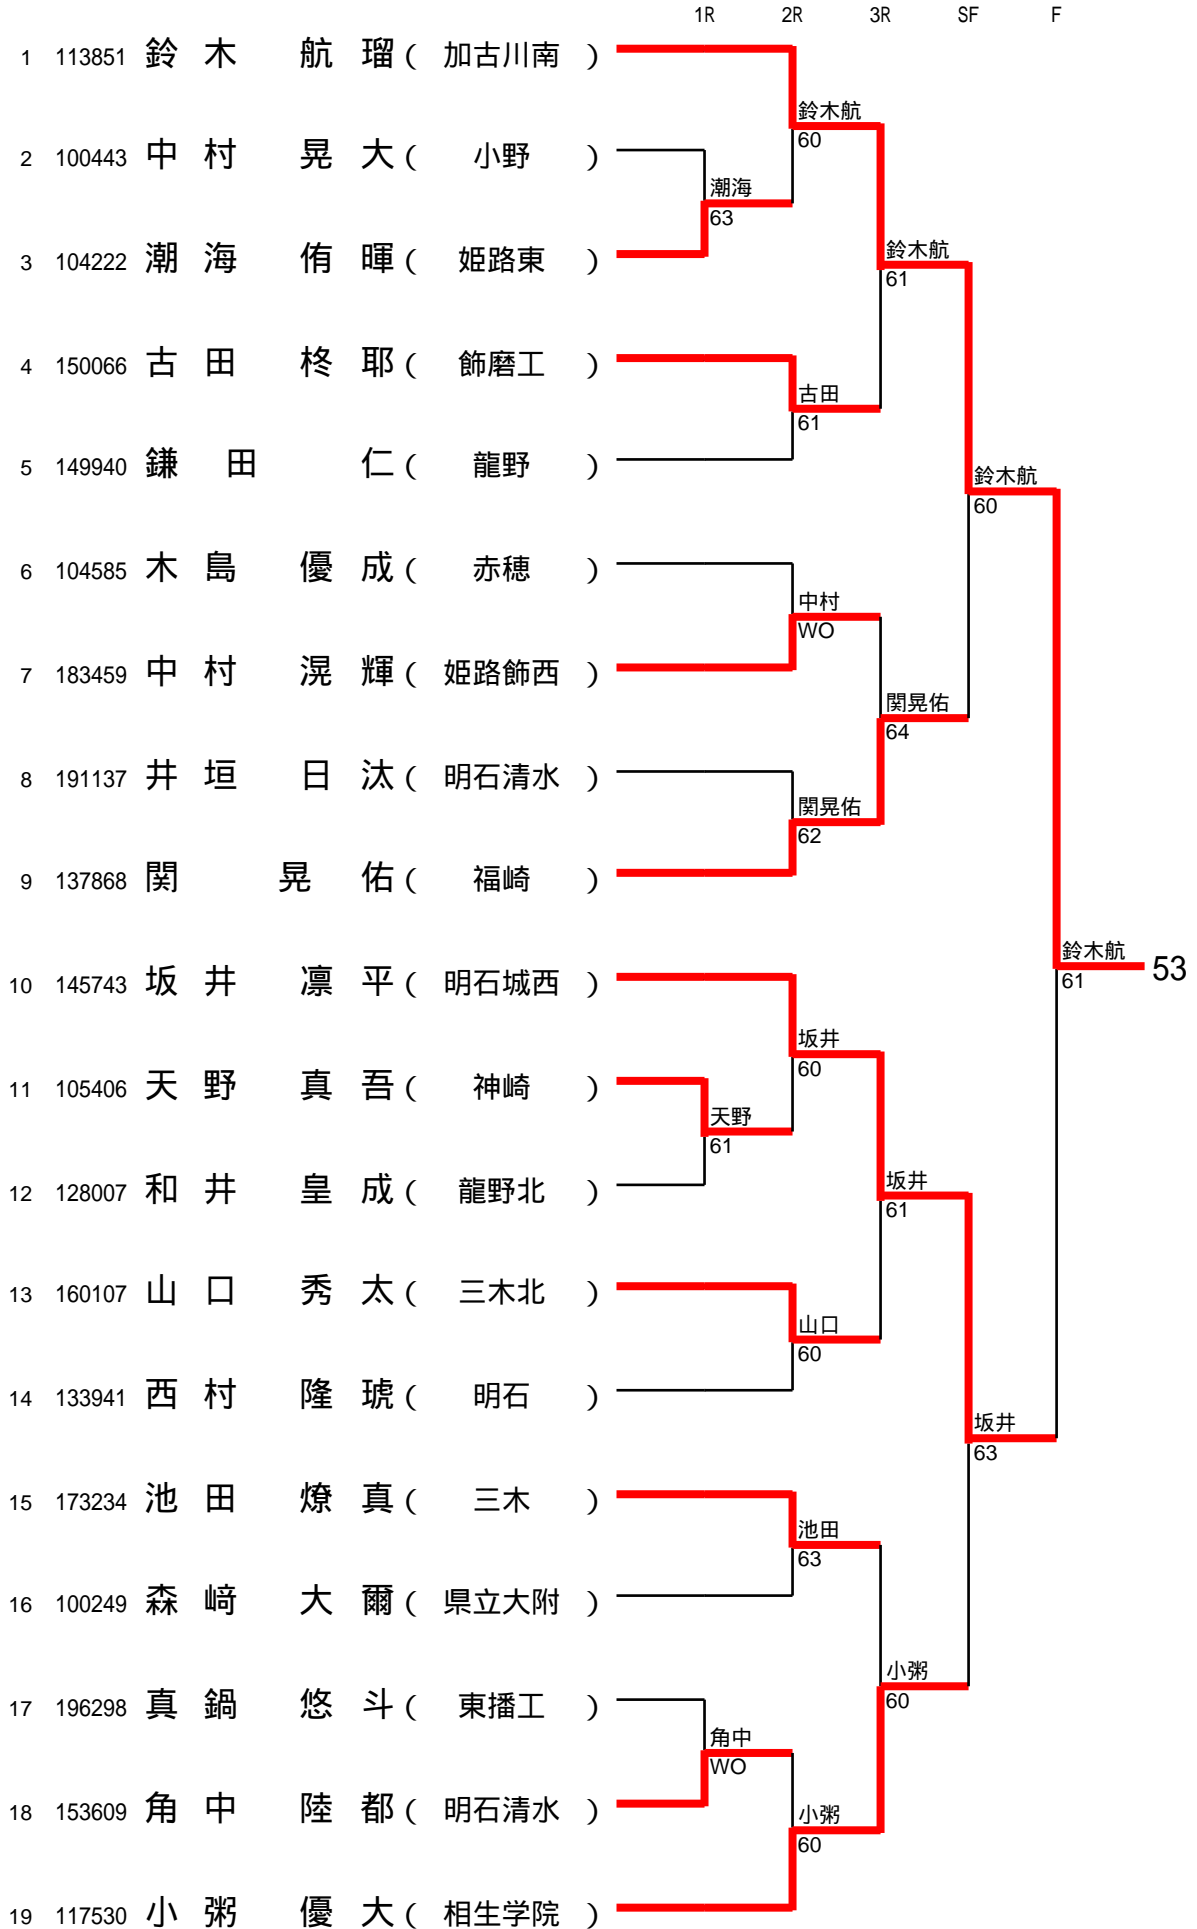 1R 2R 3R SF F
1 113851 鈴木 航瑠 ( 加古川南 )
鈴木航
60
2 100443 中村 晃大 ( 小野 )
潮海
63
3 104222 潮海 侑暉 ( 姫路東 )
鈴木航
61
4 150066 古田 柊耶 ( 飾磨工 )
古田
61
5 149940 鎌田 仁 ( 龍野 )
鈴木航
60
6 104585 木島 優成 ( 赤穂 )
中村
WO
7 183459 中村 滉輝 ( 姫路飾西 )
関晃佑
64
8 191137 井垣 日汰 ( 明石清水 )
関晃佑
62
9 137868 関 晃佑 ( 福崎 )
鈴木航
61
53
10 145743 坂井 凛平 ( 明石城西 )
坂井
60
11 105406 天野 真吾 ( 神崎 )
天野
61
12 128007 和井 皇成 ( 龍野北 )
坂井
61
13 160107 山口 秀太 ( 三木北 )
山口
60
14 133941 西村 隆琥 ( 明石 )
坂井
63
15 173234 池田 燎真 ( 三木 )
池田
63
16 100249 森﨑 大爾 ( 県立大附 )
小粥
60
17 196298 真鍋 悠斗 ( 東播工 )
角中
WO
18 153609 角中 陸都 ( 明石清水 )
小粥
60
19 117530 小粥 優大 ( 相生学院 )